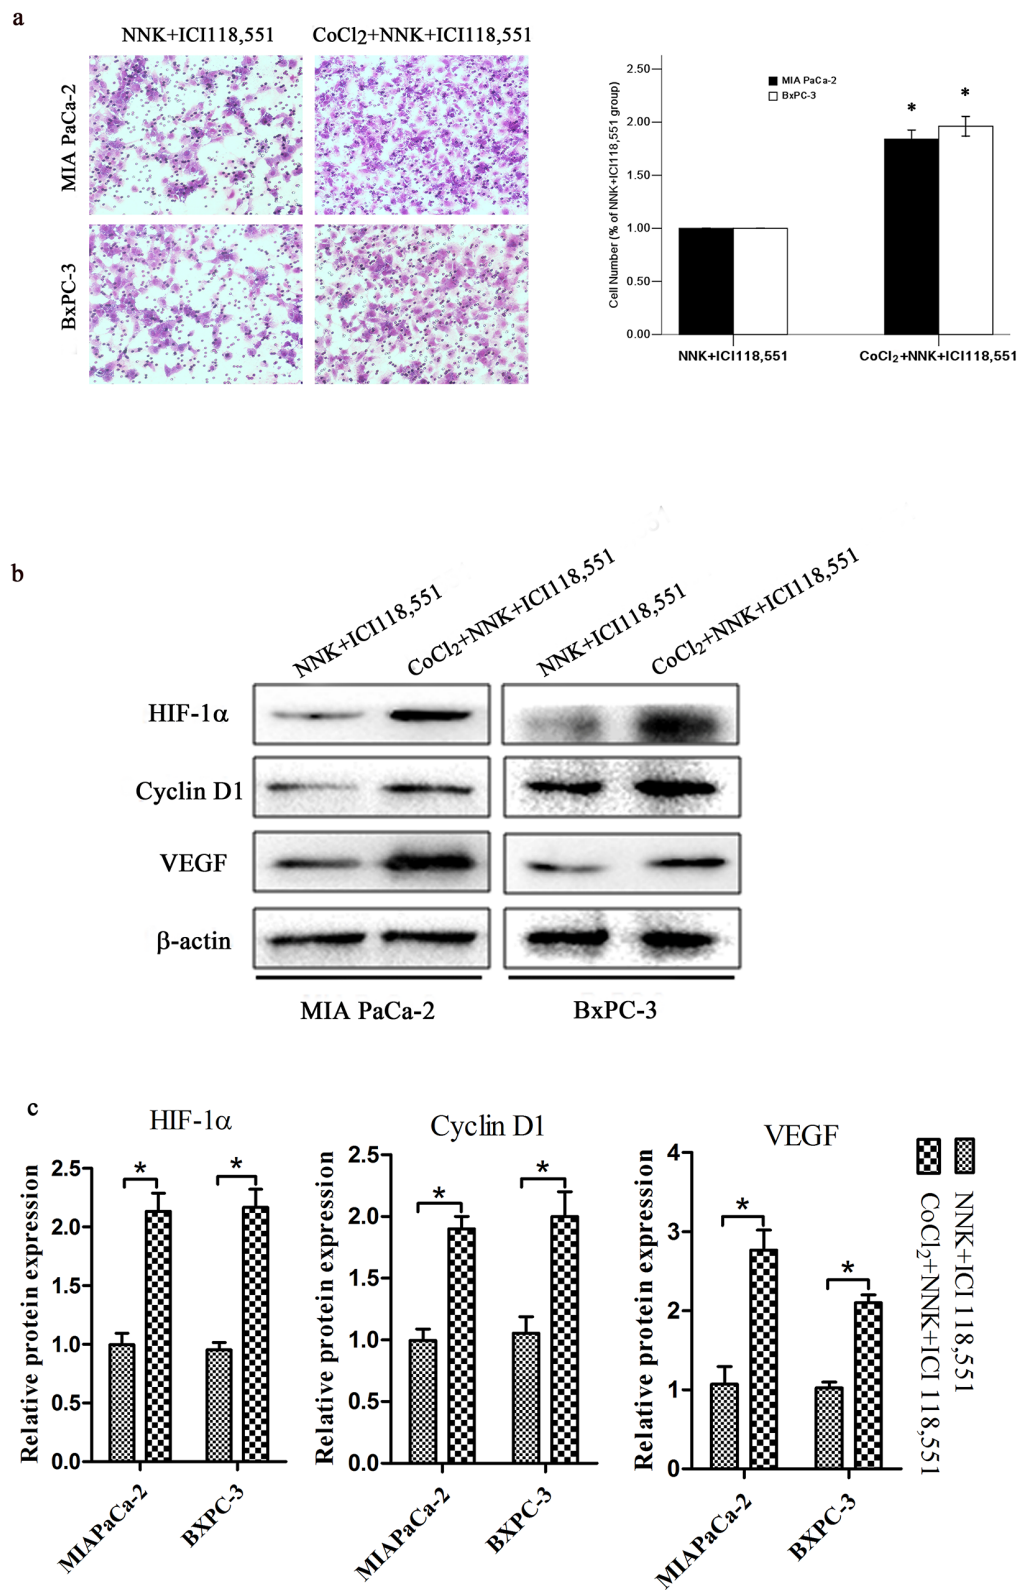 a
NNK+ICI118,551
CoCl₂+NNK+ICI118,551
MIA PaCa-2
BxPC-3
Cell Number (% of NNK+ICI118,551 group)
2.50
2.00
1.50
1.00
0.50
0.00
MIA PaCa-2
BxPC-3
*
*
NNK+ICI118,551
CoCl₂+NNK+ICI118,551
b
NNK+ICI118,551
CoCl₂+NNK+ICI118,551
NNK+ICI118,551
CoCl₂+NNK+ICI118,551
HIF-1α
Cyclin D1
VEGF
β-actin
MIA PaCa-2
BxPC-3
c
HIF-1α
Relative protein expression
2.5
2.0
1.5
1.0
0.5
0.0
*
*
MIAPaCa-2
BXPC-3
Cyclin D1
Relative protein expression
2.5
2.0
1.5
1.0
0.5
0.0
*
*
MIAPaCa-2
BXPC-3
VEGF
Relative protein expression
4
3
2
1
0
*
*
MIAPaCa-2
BXPC-3
NNK+ICI 118,551
CoCl₂+NNK+ICI 118,551